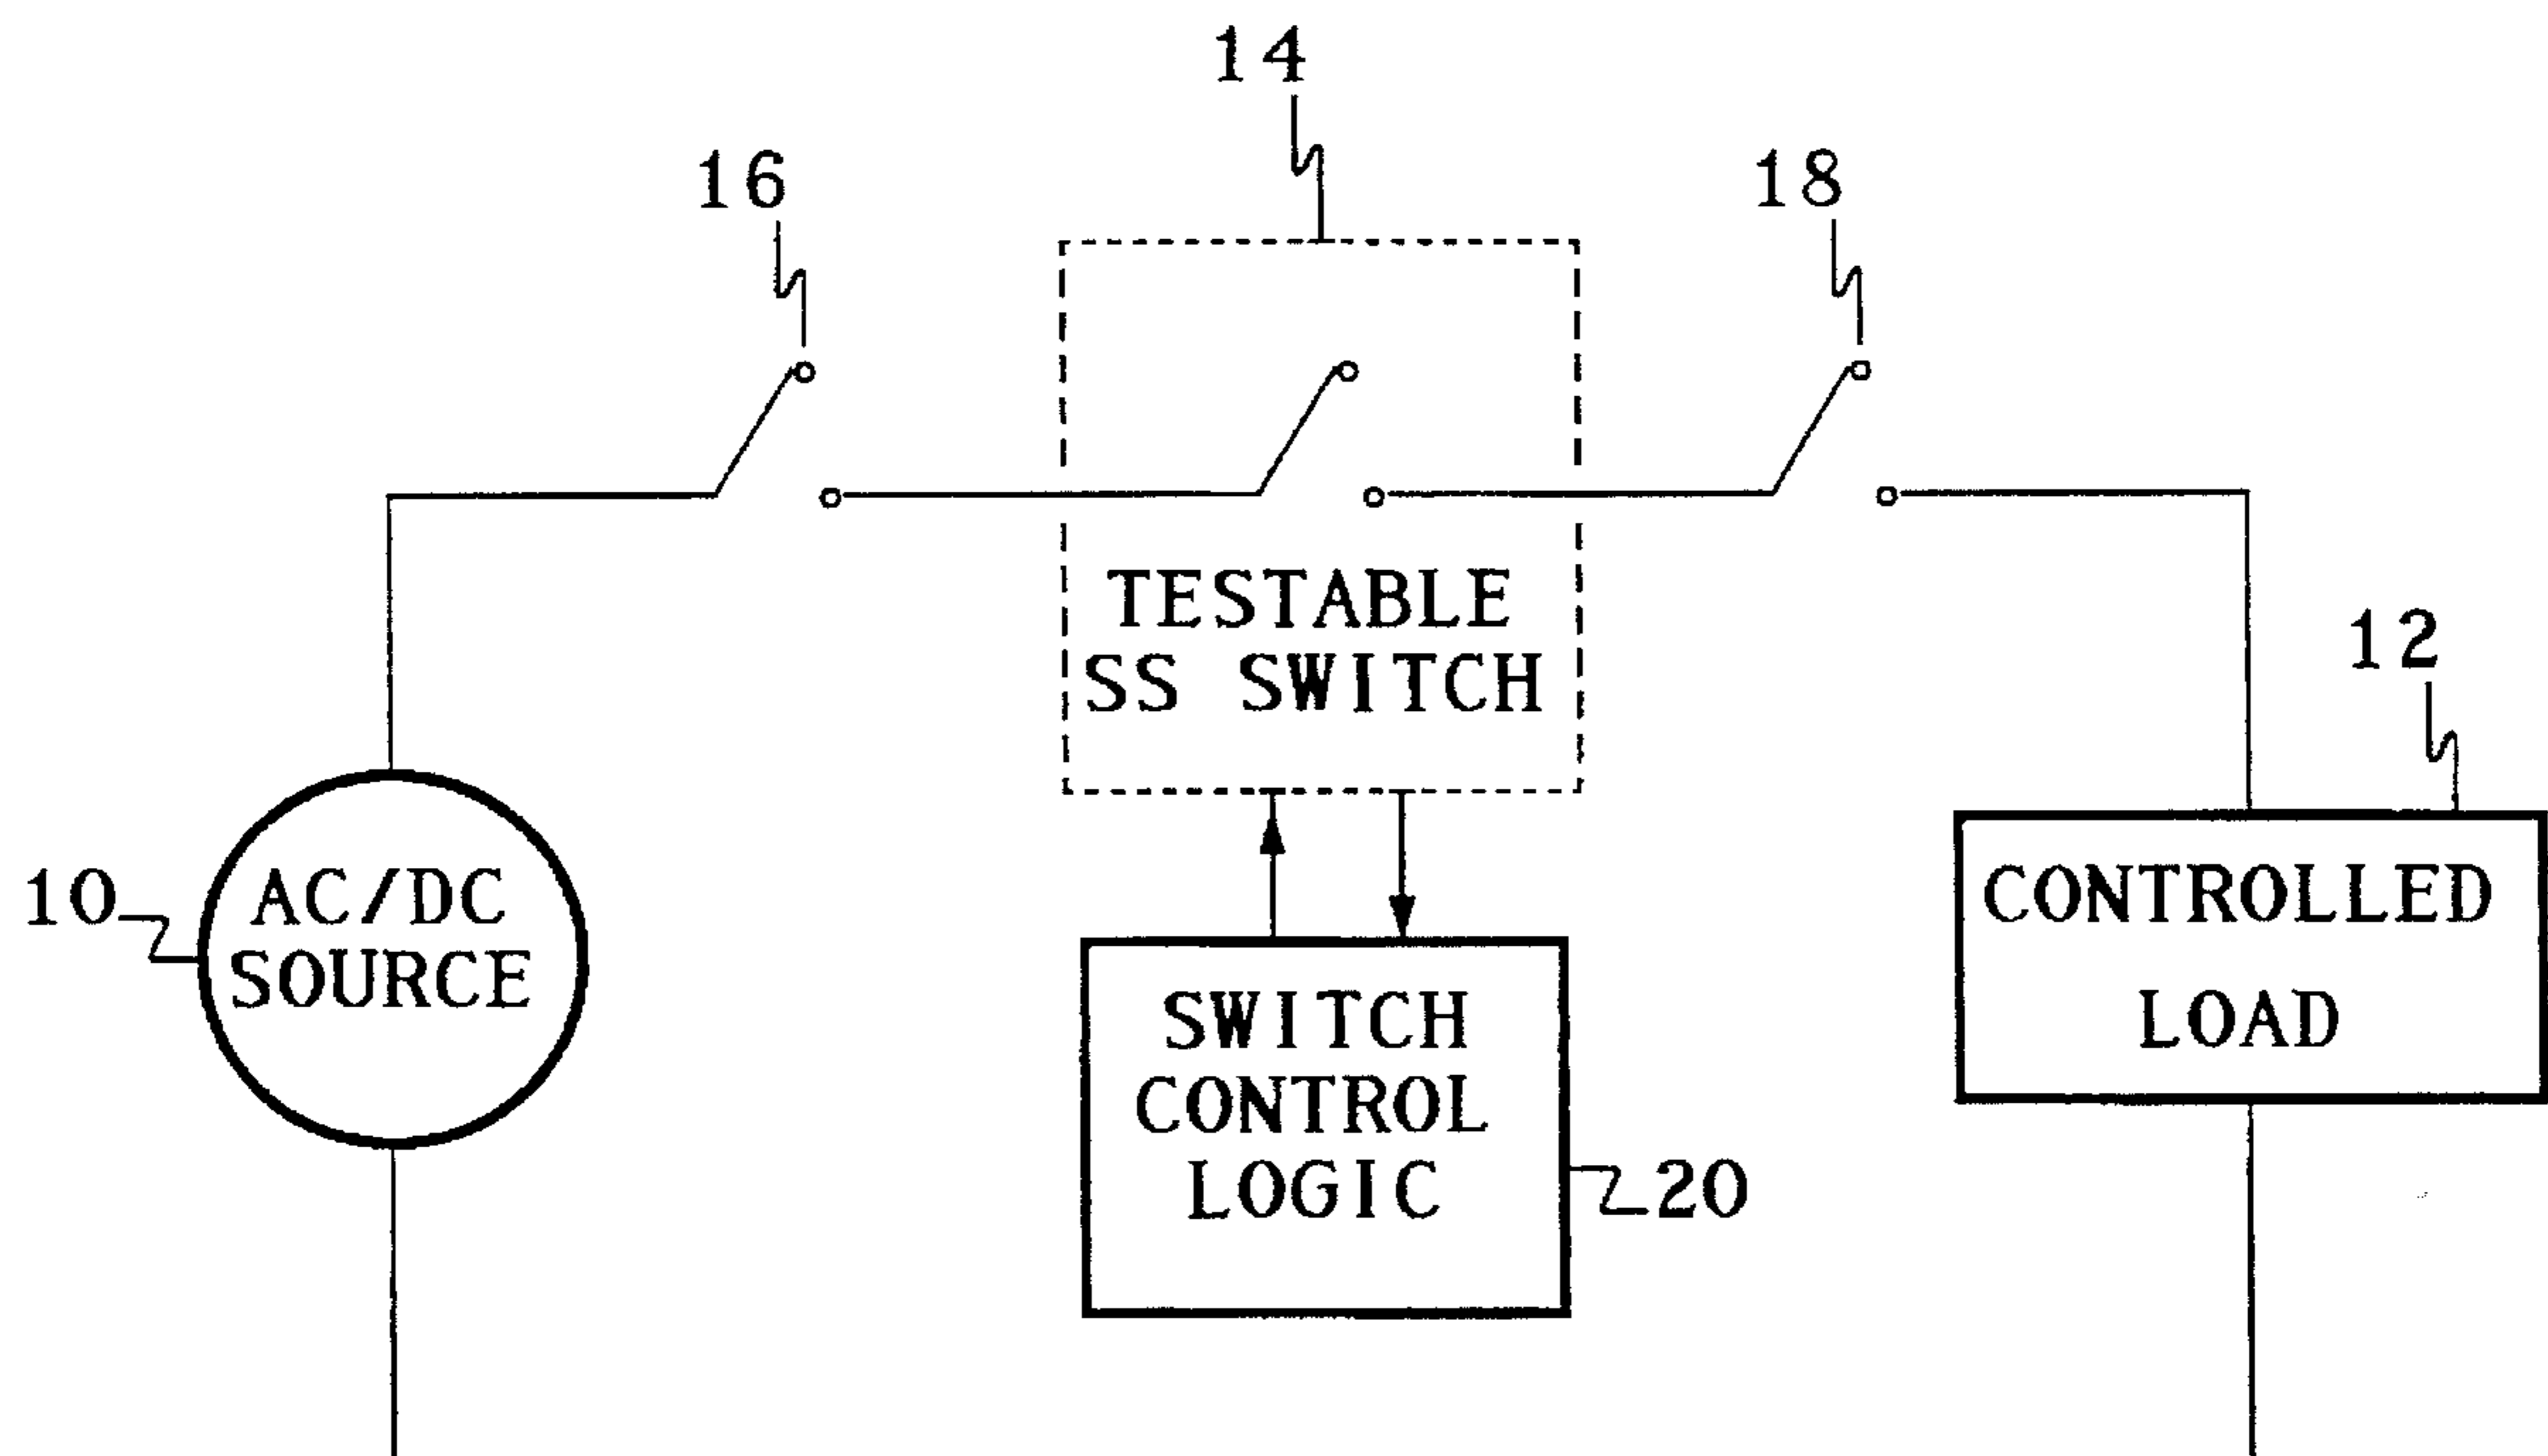 14
16
18
TESTABLE
SS SWITCH
12
10
AC/DC
SOURCE
CONTROLLED
LOAD
SWITCH
CONTROL
LOGIC
20